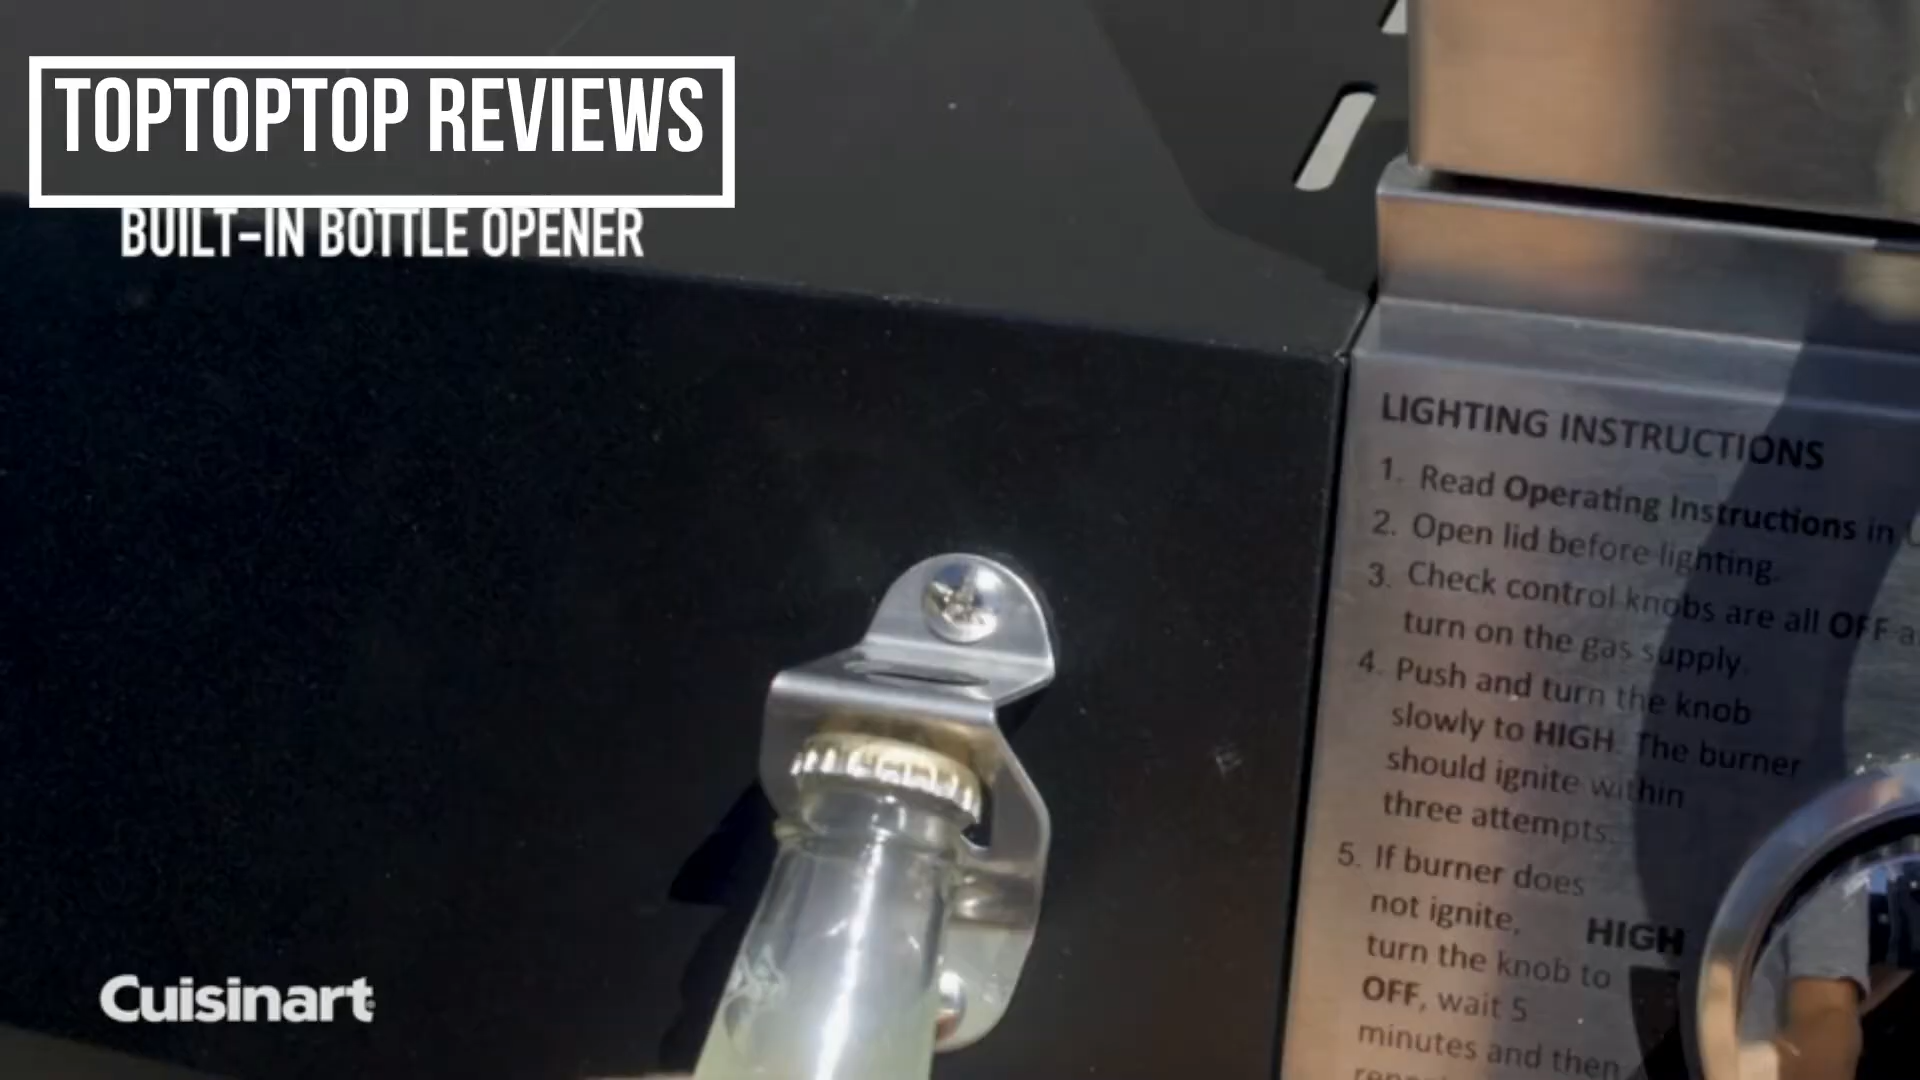 TOPTOPTOP REVIEWS
BUILT-IN BOTTLE OPENER
LIGHTING INSTRUCTIONS
1. Read Operating Instructions in
2. Open lid before lighting.
3. Check control knobs are all OFF
turn on the gas supply.
4. Push and turn the knob
slowly to HIGH. The burner
should ignite within
three attempts.
5. If burner does
not ignite,
HIGH
turn the knob to
OFF, wait 5
minutes and then
Cuisinart